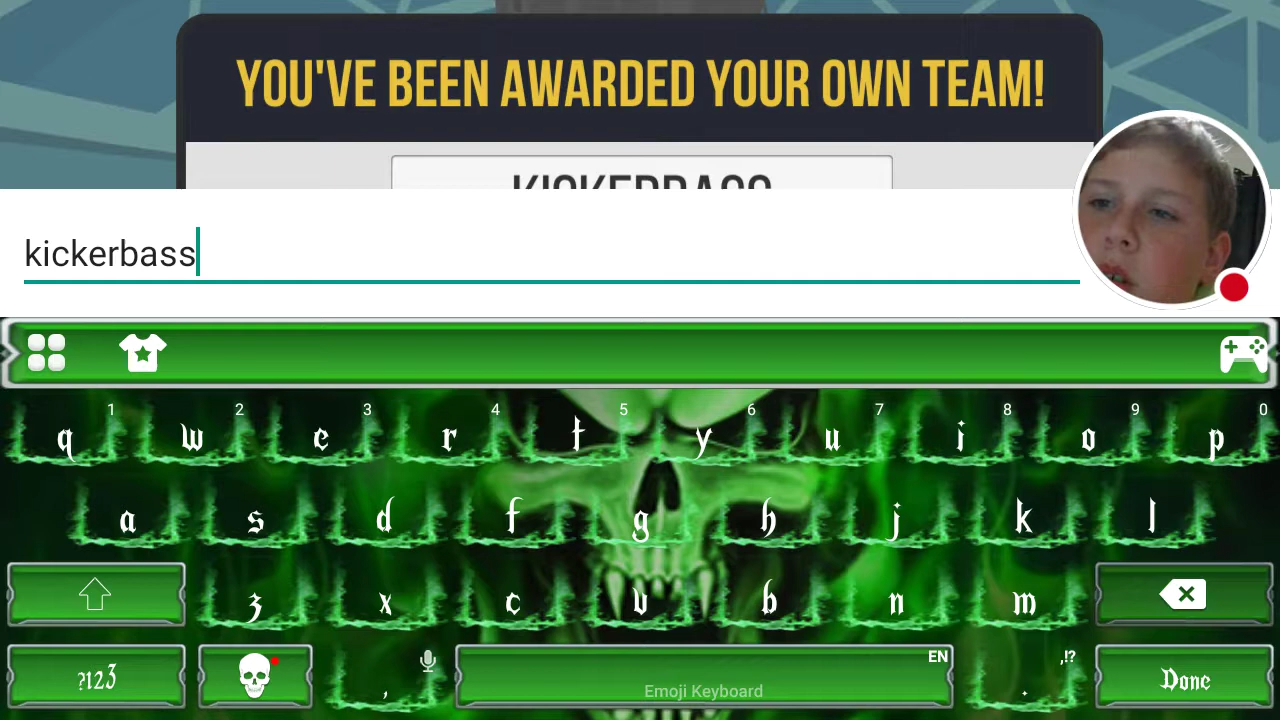 YOU'VE BEEN AWARDED YOUR OWN TEAM!
KICKERBASS
kickerbass
1 2 3 4 5 6 7 8 9 0
q w e r t y u i o p
a s d f g h j k l
z x c v b n m
EN ,!?
?123 , Emoji Keyboard . Done